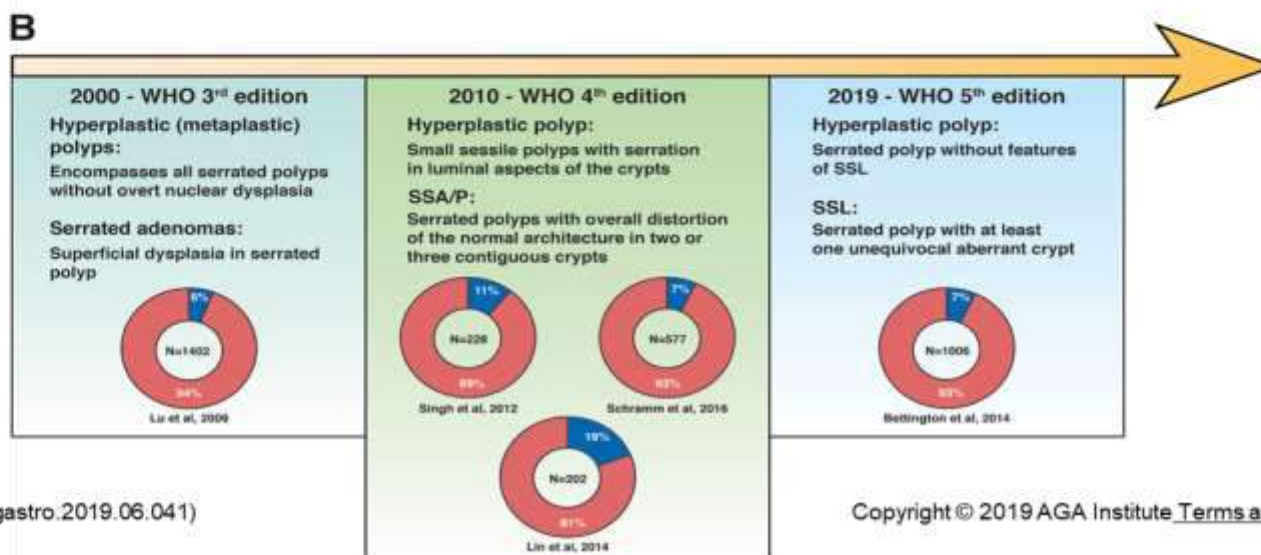 B
2000 - WHO 3rd edition
Hyperplastic (metaplastic)
polyps:
Encompasses all serrated polyps
without overt nuclear dysplasia
Serrated adenomas:
Superficial dysplasia in serrated
polyp
6%
N=1402
94%
Lu et al, 2009
2010 - WHO 4th edition
Hyperplastic polyp:
Small sessile polyps with serration
in luminal aspects of the crypts
SSA/P:
Serrated polyps with overall distortion
of the normal architecture in two or
three contiguous crypts
11%
N=228
89%
Singh et al, 2012
7%
N=577
93%
Schramm et al, 2016
19%
N=202
81%
Lin et al, 2014
2019 - WHO 5th edition
Hyperplastic polyp:
Serrated polyp without features
of SSL
SSL:
Serrated polyp with at least
one unequivocal aberrant crypt
7%
N=1006
93%
Bettington et al, 2014
gastro.2019.06.041)
Copyright © 2019 AGA Institute Terms a